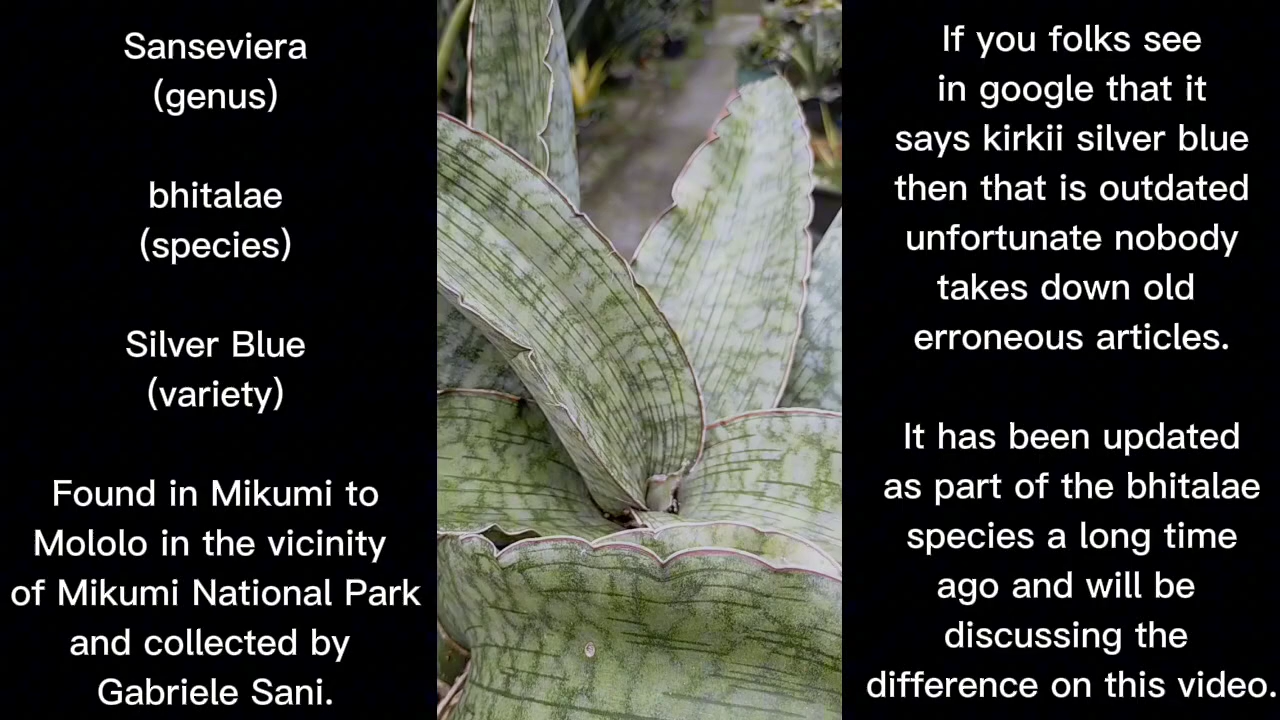 Sanseviera
(genus)
bhitalae
(species)
Silver Blue
(variety)
Found in Mikumi to
Mololo in the vicinity
of Mikumi National Park
and collected by
Gabriele Sani.
If you folks see
in google that it
says kirkii silver blue
then that is outdated
unfortunate nobody
takes down old
erroneous articles.
It has been updated
as part of the bhitalae
species a long time
ago and will be
discussing the
difference on this video.